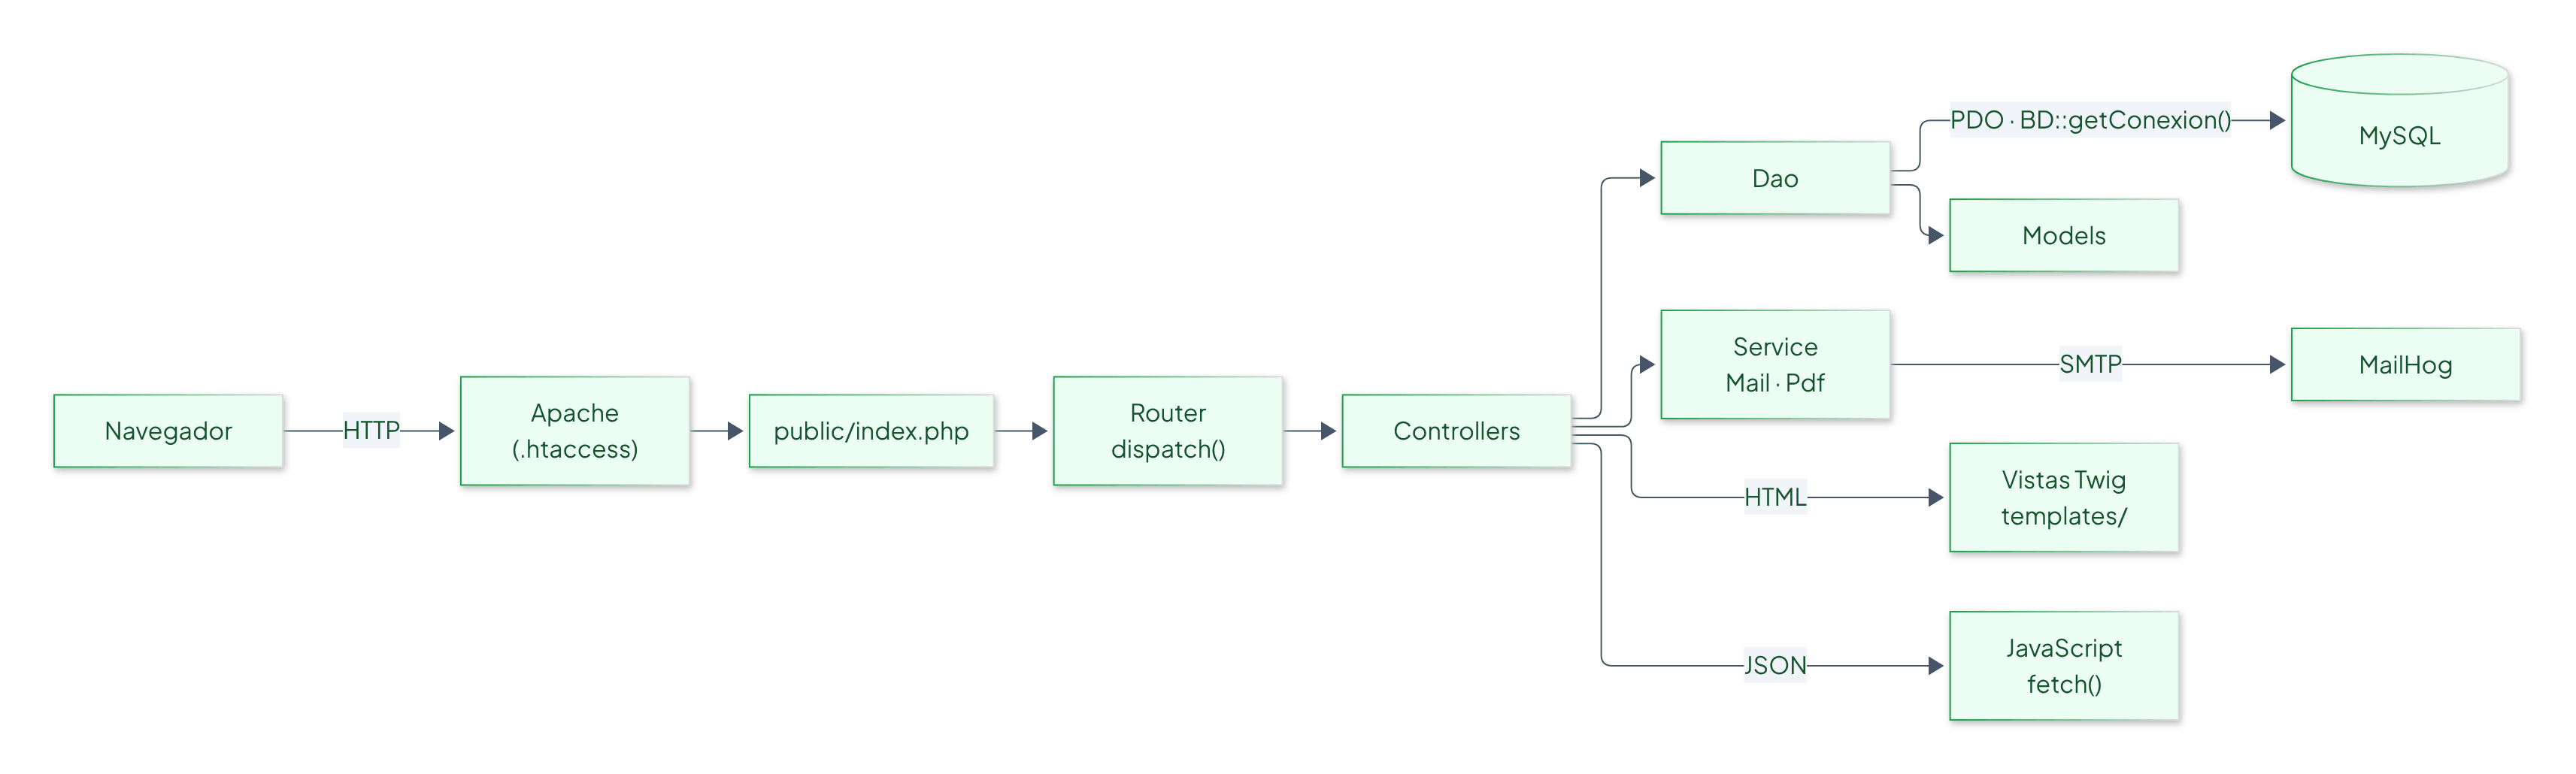 Navegador
HTTP
Apache
(.htaccess)
public/index.php
Router
dispatch()
Controllers
Dao
PDO · BD::getConexion()
MySQL
Models
Service
Mail · Pdf
SMTP
MailHog
HTML
Vistas Twig
templates/
JSON
JavaScript
fetch()